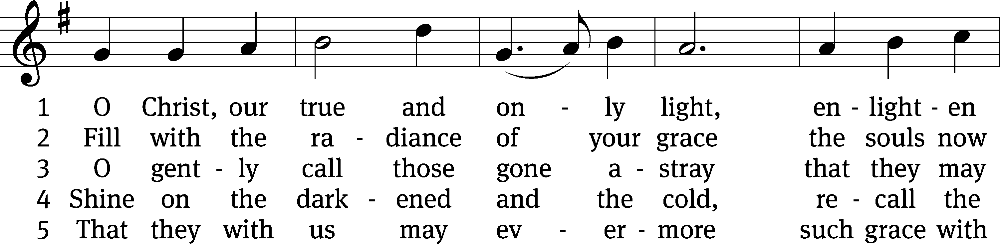 1 O Christ, our true and on - ly light, en - light - en
2 Fill with the ra - diance of your grace the souls now
3 O gent - ly call those gone a - stray that they may
4 Shine on the dark - ened and the cold, re - call the
5 That they with us may ev - er - more such grace with